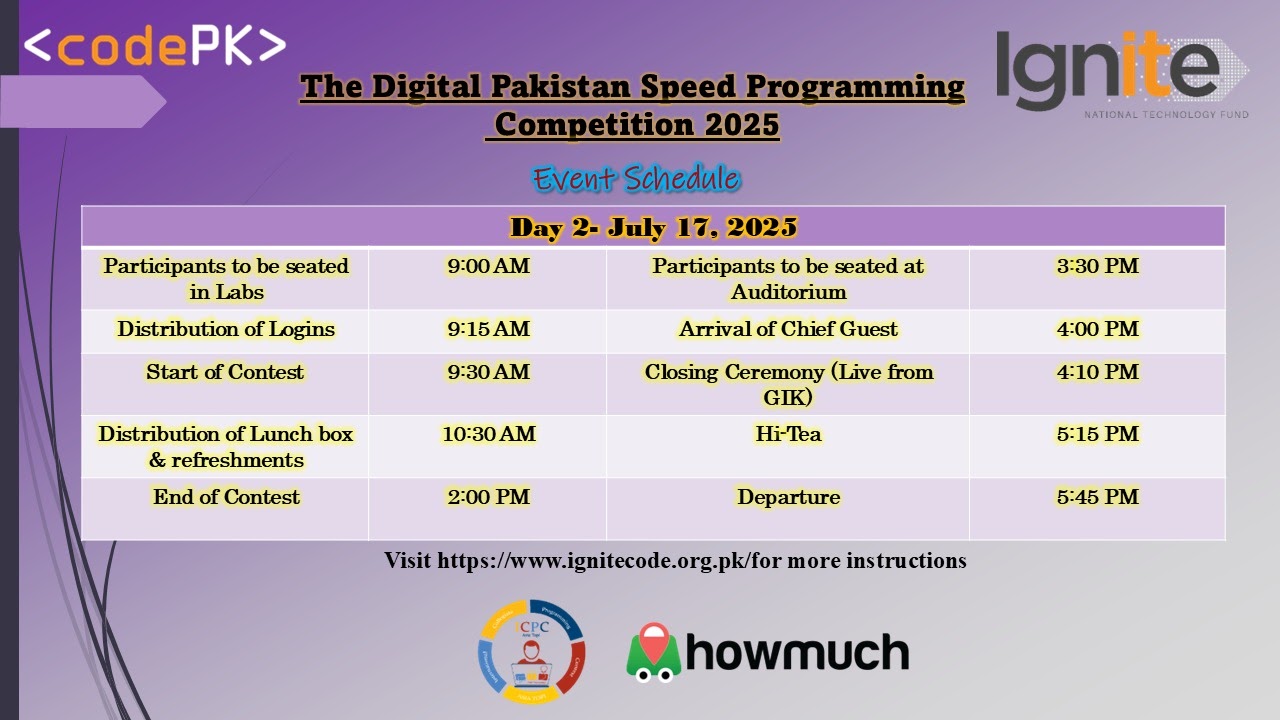 <codePK>
Ignite
NATIONAL TECHNOLOGY FUND
The Digital Pakistan Speed Programming
Competition 2025
Event Schedule
Day 2- July 17, 2025
Participants to be seated
in Labs
9:00 AM
Participants to be seated at
Auditorium
3:30 PM
Distribution of Logins
9:15 AM
Arrival of Chief Guest
4:00 PM
Start of Contest
9:30 AM
Closing Ceremony (Live from
GIK)
4:10 PM
Distribution of Lunch box
& refreshments
10:30 AM
Hi-Tea
5:15 PM
End of Contest
2:00 PM
Departure
5:45 PM
Visit https://www.ignitecode.org.pk/for more instructions
CPC
Programming
howmuch